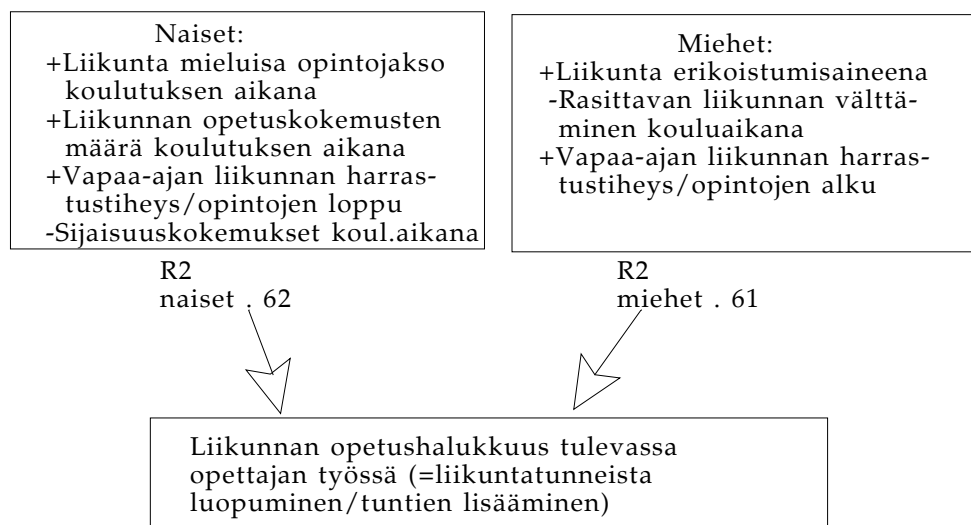 Naiset:
+Liikunta mieluisa opintojakso
koulutuksen aikana
+Liikunnan opetuskokemusten
määrä koulutuksen aikana
+Vapaa-ajan liikunnan harras-
tustiheys/opintojen loppu
-Sijaisuuskokemukset koul.aikana
Miehet:
+Liikunta erikoistumisaineena
-Rasittavan liikunnan välttä-
minen kouluaikana
+Vapaa-ajan liikunnan harras-
tustiheys/opintojen alku
R2
naiset . 62
R2
miehet . 61
Liikunnan opetushalukkuus tulevassa
opettajan työssä (=liikuntatunneista
luopuminen/tuntien lisääminen)